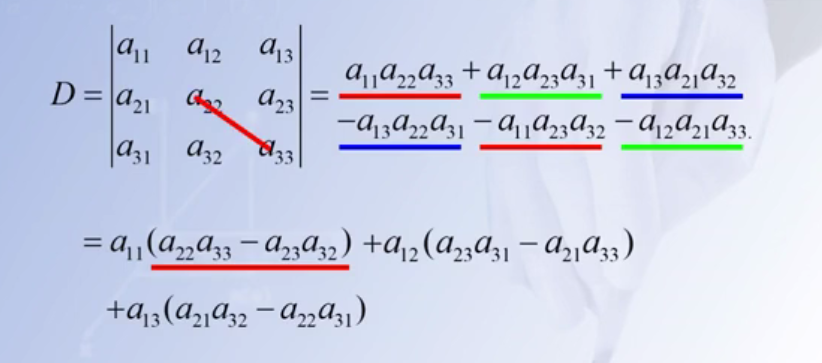 D = | a₁₁ a₁₂ a₁₃ | = a₁₁a₂₂a₃₃ + a₁₂a₂₃a₃₁ + a₁₃a₂₁a₃₂
| a₂₁ a₂₂ a₂₃ |
| a₃₁ a₃₂ a₃₃ | −a₁₃a₂₂a₃₁ − a₁₁a₂₃a₃₂ − a₁₂a₂₁a₃₃.
= a₁₁(a₂₂a₃₃ − a₂₃a₃₂) +a₁₂(a₂₃a₃₁ − a₂₁a₃₃)
+a₁₃(a₂₁a₃₂ − a₂₂a₃₁)